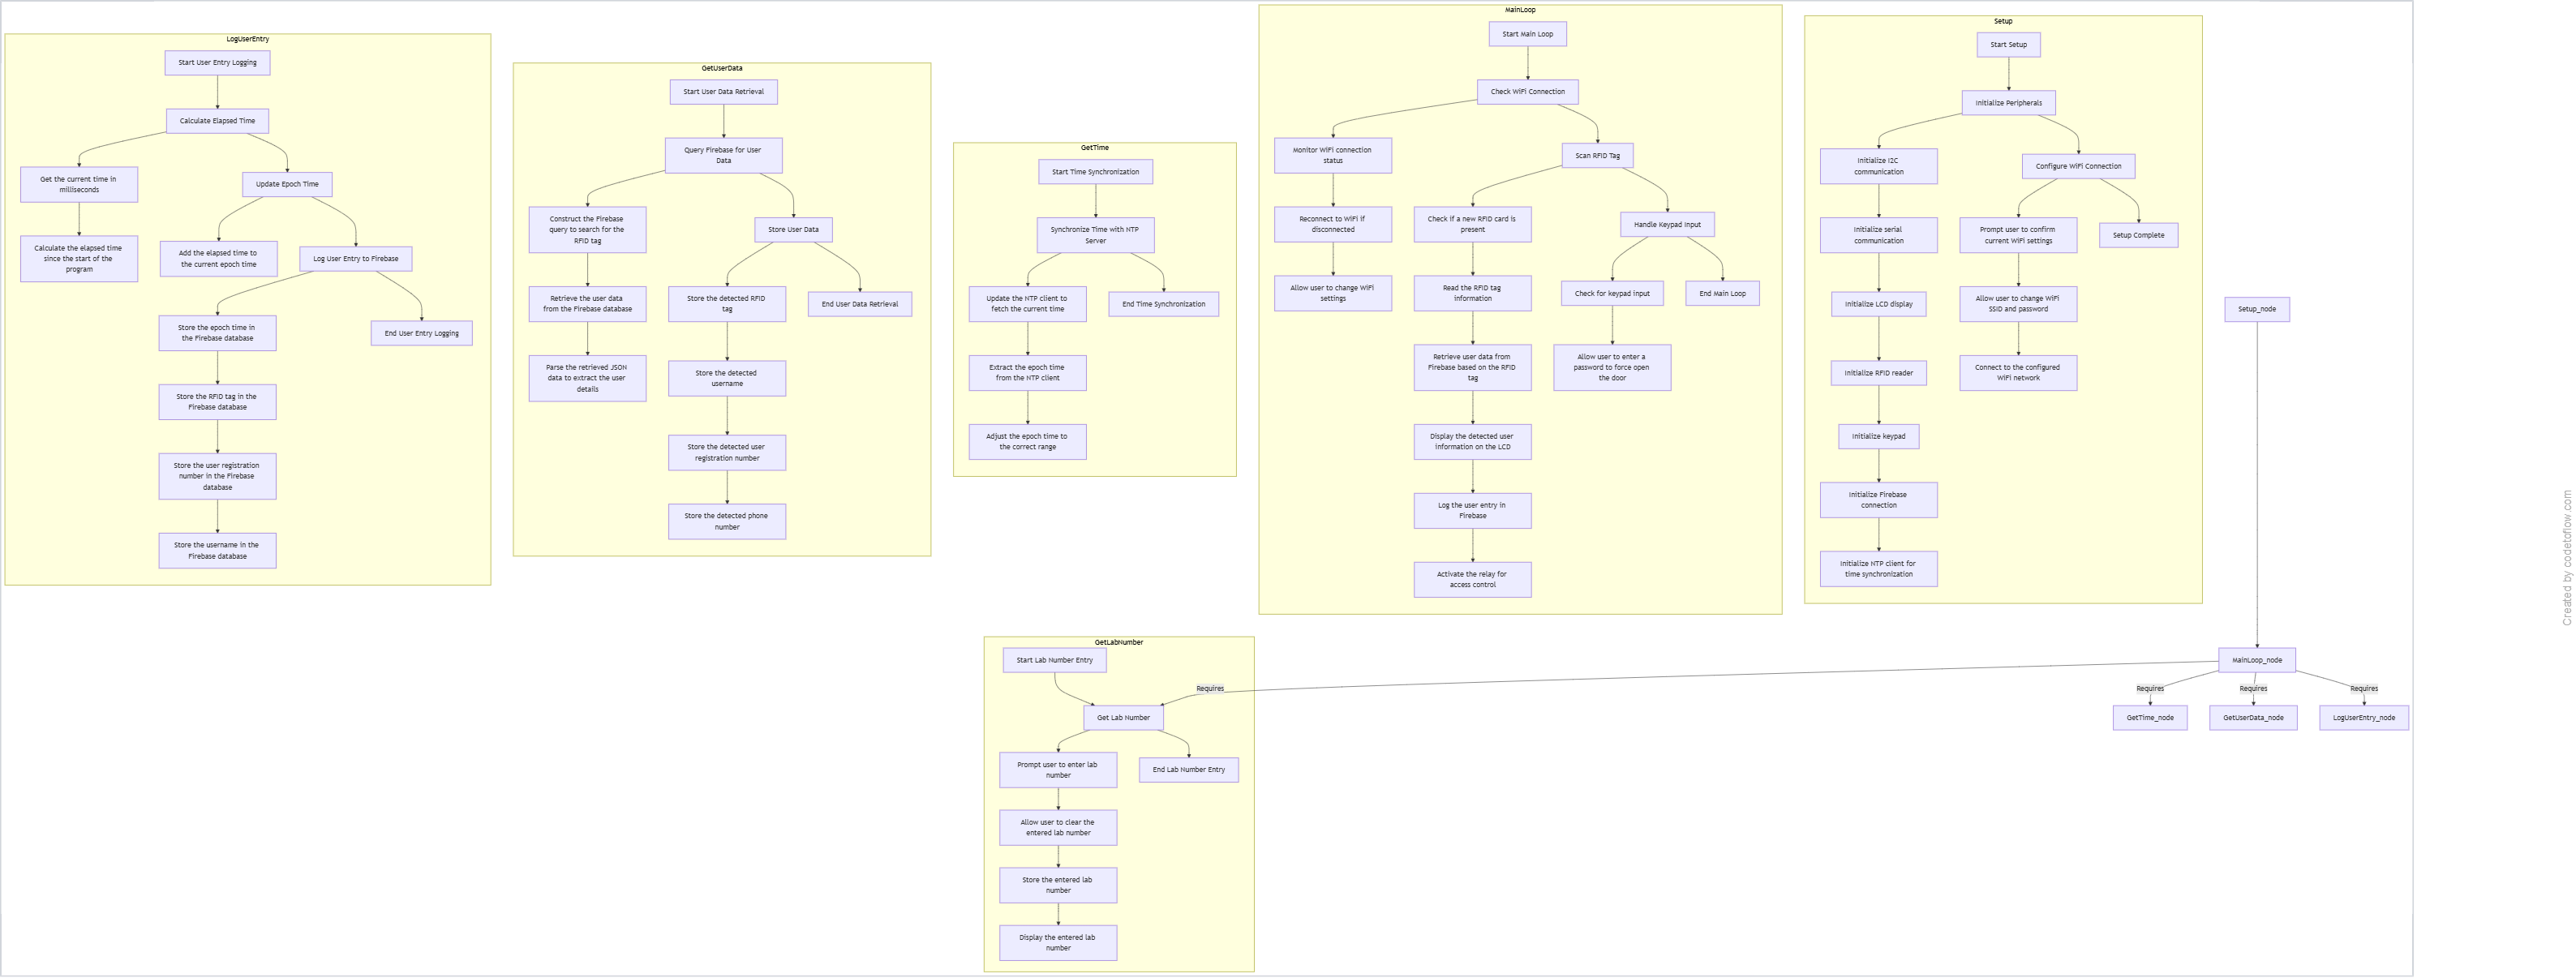 LogUserEntry
Start User Entry Logging
Calculate Elapsed Time
Get the current time in
milliseconds
Calculate the elapsed time
since the start of the
program
Update Epoch Time
Add the elapsed time to
the current epoch time
Log User Entry to Firebase
Store the epoch time in
the Firebase database
Store the RFID tag in the
Firebase database
Store the user registration
number in the Firebase
database
Store the username in the
Firebase database
End User Entry Logging
GetUserData
Start User Data Retrieval
Query Firebase for User
Data
Construct the Firebase
query to search for the
RFID tag
Retrieve the user data
from the Firebase database
Parse the retrieved JSON
data to extract the user
details
Store User Data
Store the detected RFID
tag
Store the detected
username
Store the detected user
registration number
Store the detected phone
number
End User Data Retrieval
GetTime
Start Time Synchronization
Synchronize Time with NTP
Server
Update the NTP client to
fetch the current time
Extract the epoch time
from the NTP client
Adjust the epoch time to
the correct range
End Time Synchronization
MainLoop
Start Main Loop
Check WiFi Connection
Monitor WiFi connection
status
Reconnect to WiFi if
disconnected
Allow user to change WiFi
settings
Scan RFID Tag
Check if a new RFID card is
present
Read the RFID tag
information
Retrieve user data from
Firebase based on the RFID
tag
Display the detected user
information on the LCD
Log the user entry in
Firebase
Activate the relay for
access control
Handle Keypad Input
Check for keypad input
Allow user to enter a
password to force open
the door
End Main Loop
Setup
Start Setup
Initialize Peripherals
Initialize I2C
communication
Initialize serial
communication
Initialize LCD display
Initialize RFID reader
Initialize keypad
Initialize Firebase
connection
Initialize NTP client for
time synchronization
Configure WiFi Connection
Prompt user to confirm
current WiFi settings
Allow user to change WiFi
SSID and password
Connect to the configured
WiFi network
Setup Complete
Setup_node
MainLoop_node
Requires
Requires
Requires
GetTime_node
GetUserData_node
LogUserEntry_node
GetLabNumber
Start Lab Number Entry
Requires
Get Lab Number
Prompt user to enter lab
number
Allow user to clear the
entered lab number
Store the entered lab
number
Display the entered lab
number
End Lab Number Entry
Created by codetoflow.com